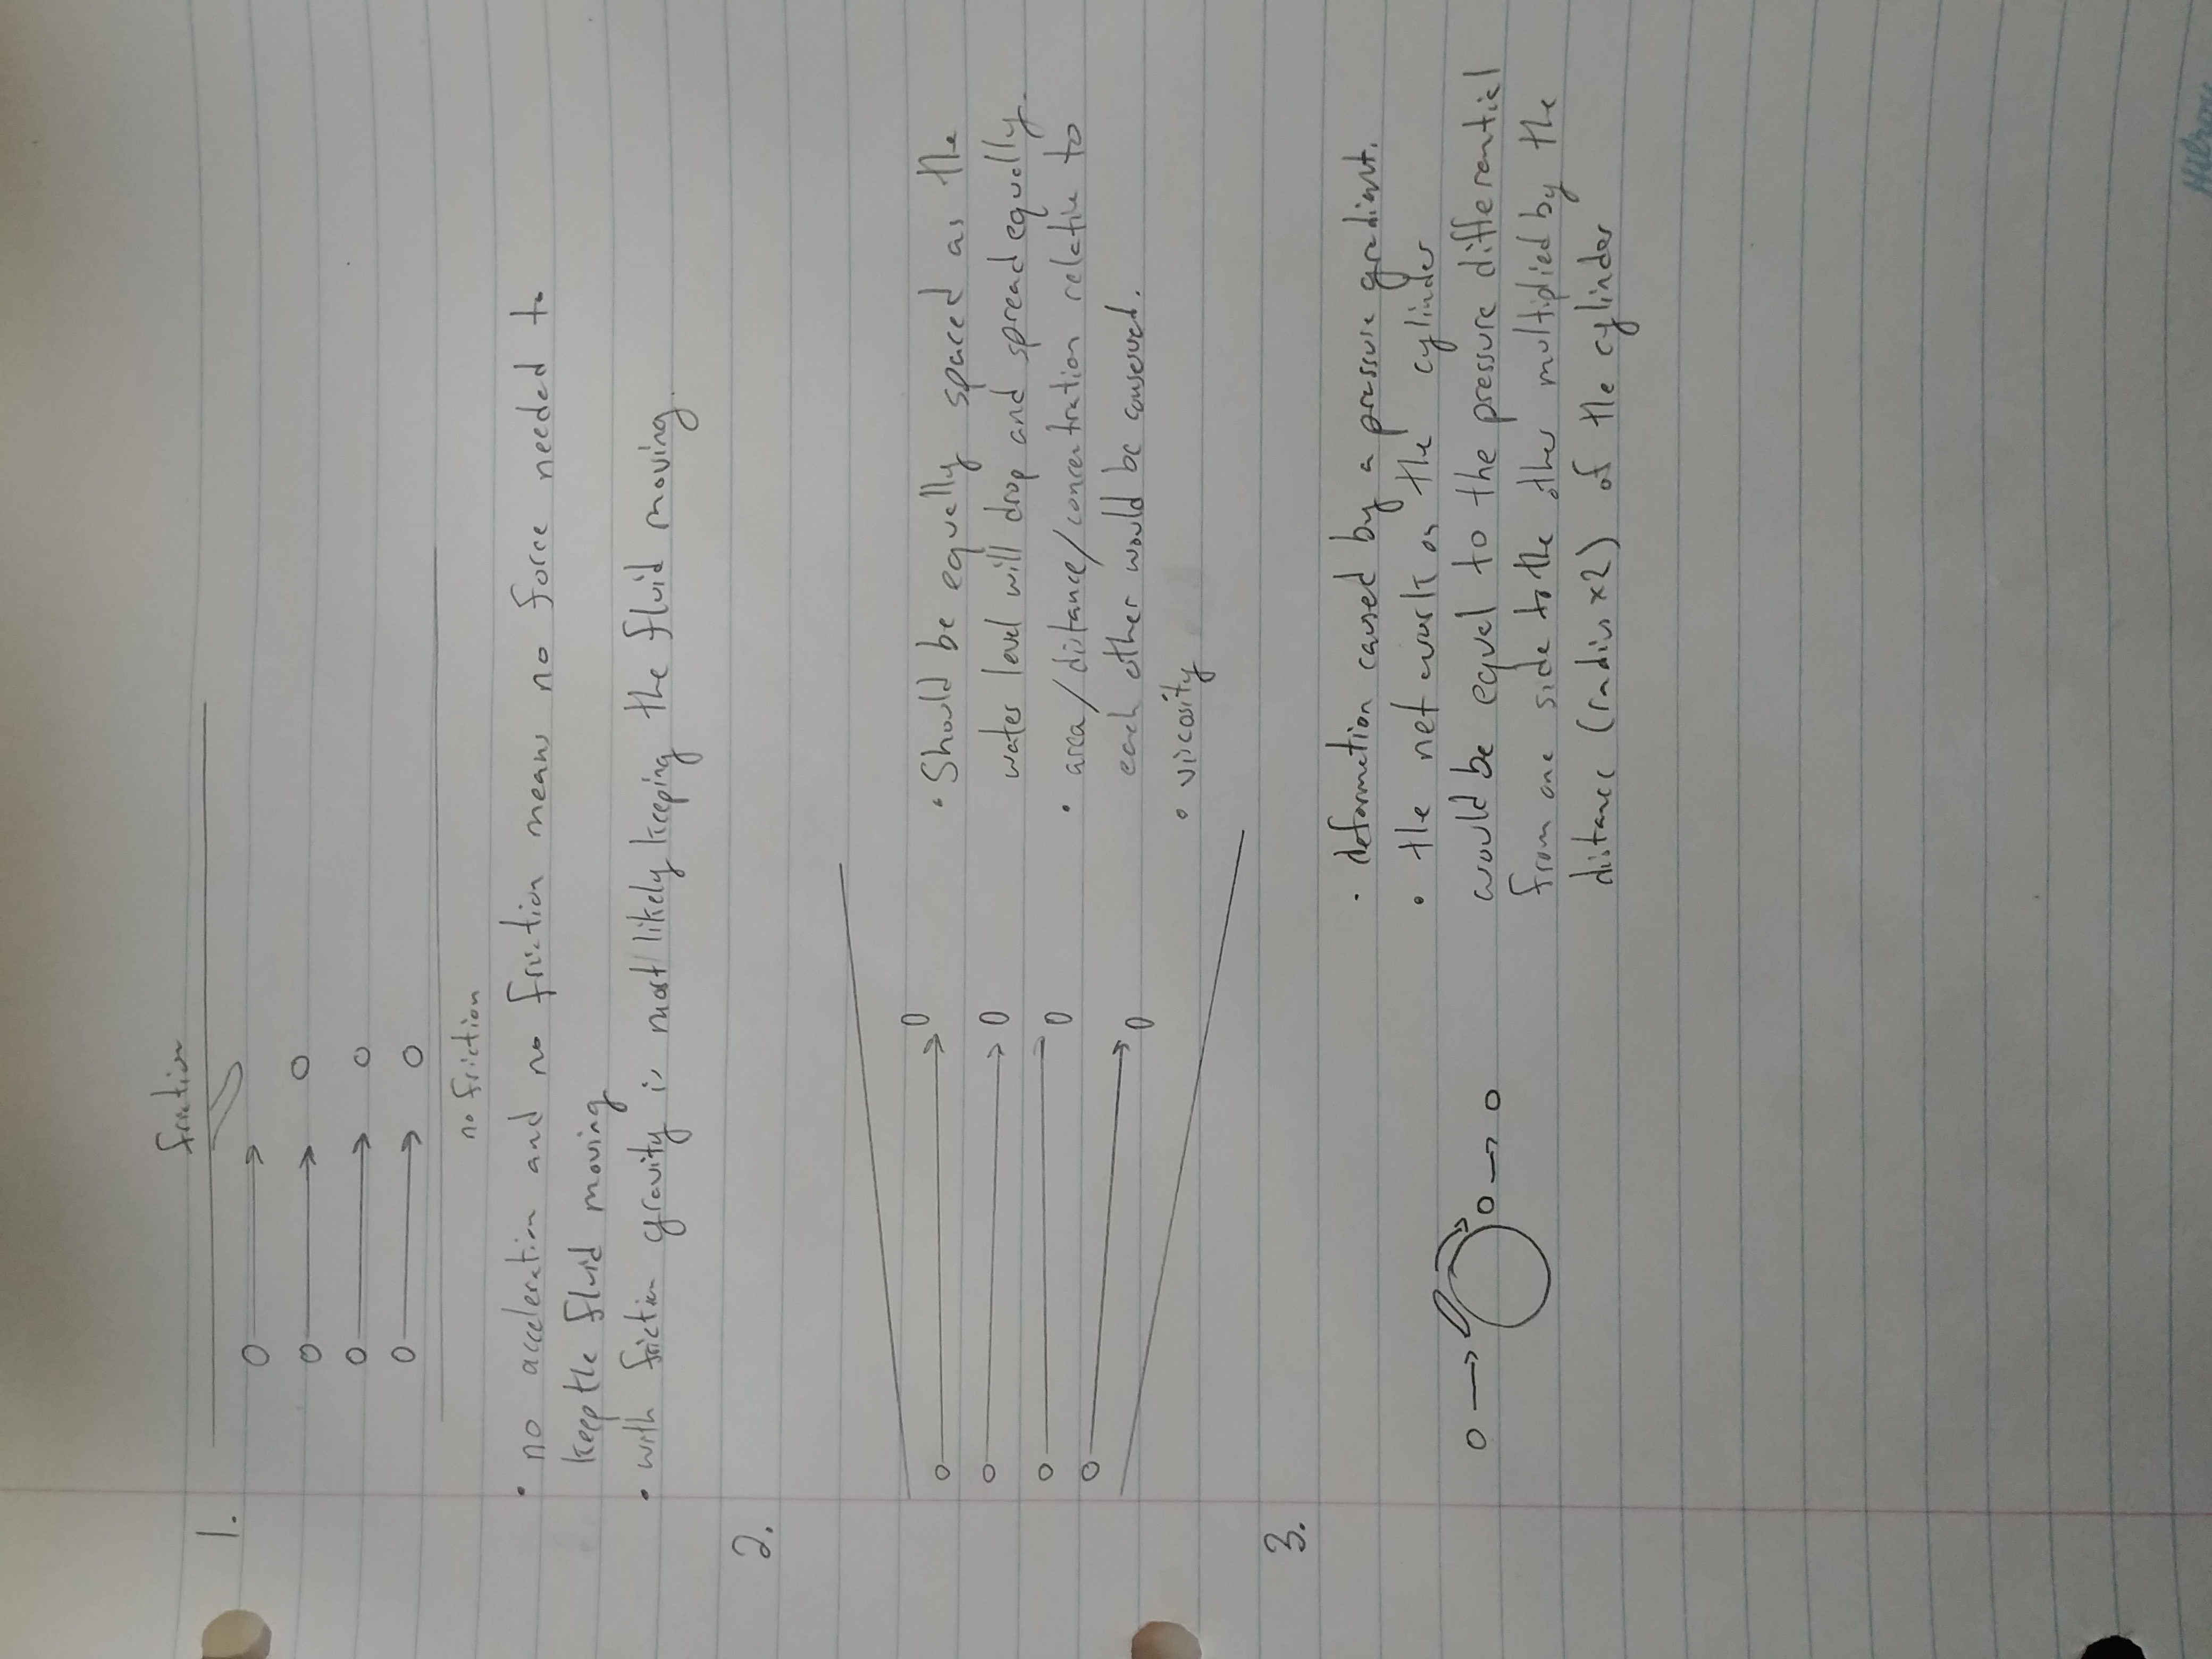 friction
1.
no friction
• no acceleration and no friction means no force needed to
keep the fluid moving
• with friction gravity is most likely keeping the fluid moving.
2.
• Should be equally spaced as the
water level will drop and spread equally.
• area/distance/concentration relative to
each other would be conserved.
• viscosity
3.
• deformation caused by a pressure gradient.
• the net work on the cylinder
would be equal to the pressure differential
from one side to the other multiplied by the
distance (radius x2) of the cylinder
Hilroy